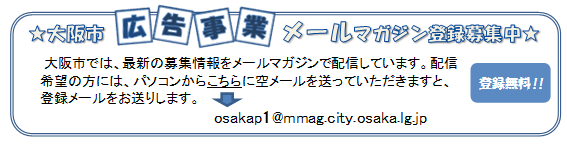 ☆大阪市 広告事業 メールマガジン登録募集中☆
大阪市では、最新の募集情報をメールマガジンで配信しています。配信
希望の方には、パソコンからこちらに空メールを送っていただきますと、
登録メールをお送りします。
登録無料!!
osakap1@mmag.city.osaka.lg.jp